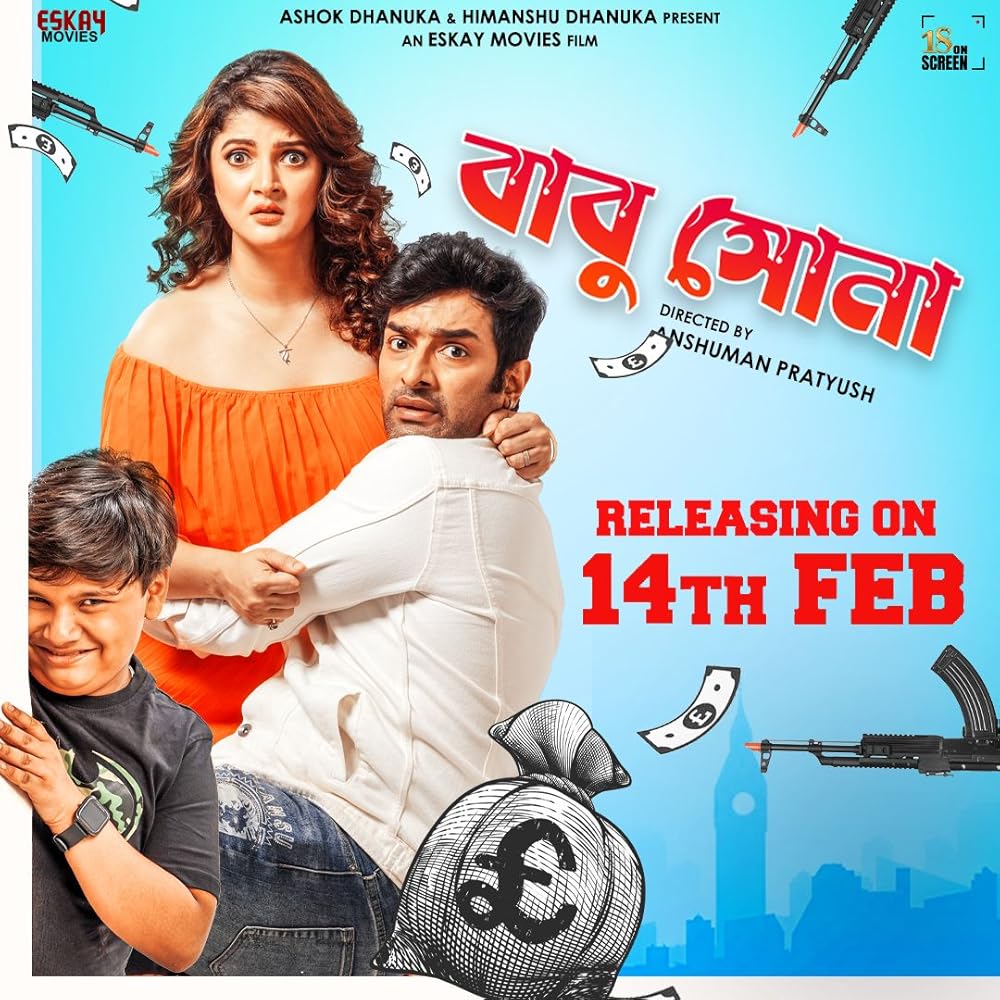 ESKAY
MOVIES
ASHOK DHANUKA & HIMANSHU DHANUKA PRESENT
AN ESKAY MOVIES FILM
18 ON
SCREEN
বাবু সোনা
DIRECTED BY
ANSHUMAN PRATYUSH
RELEASING ON
14TH FEB
£
£